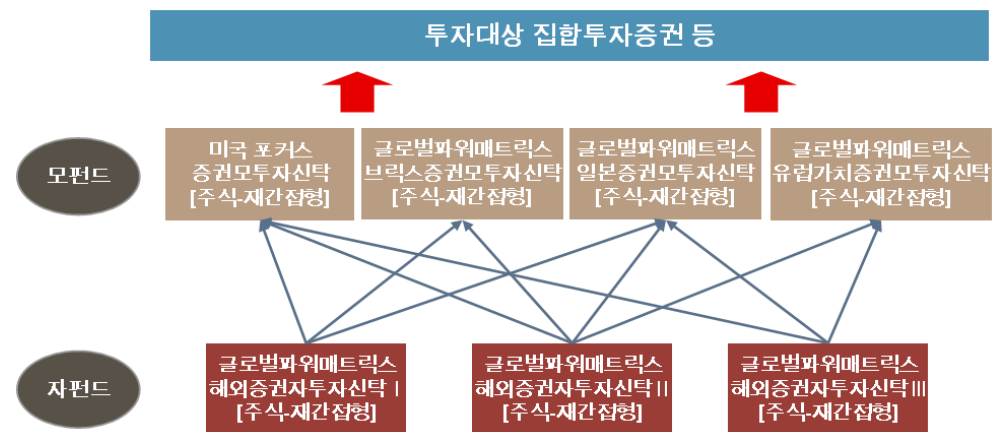 투자대상 집합투자증권 등
모펀드
미국 포커스
증권모투자신탁
[주식-재간접형]
글로벌파워매트릭스
브릭스증권모투자신탁
[주식-재간접형]
글로벌파워매트릭스
일본증권모투자신탁
[주식-재간접형]
글로벌파워매트릭스
유럽가치증권모투자신탁
[주식-재간접형]
자펀드
글로벌파워매트릭스
해외증권자투자신탁Ⅰ
[주식-재간접형]
글로벌파워매트릭스
해외증권자투자신탁Ⅱ
[주식-재간접형]
글로벌파워매트릭스
해외증권자투자신탁Ⅲ
[주식-재간접형]